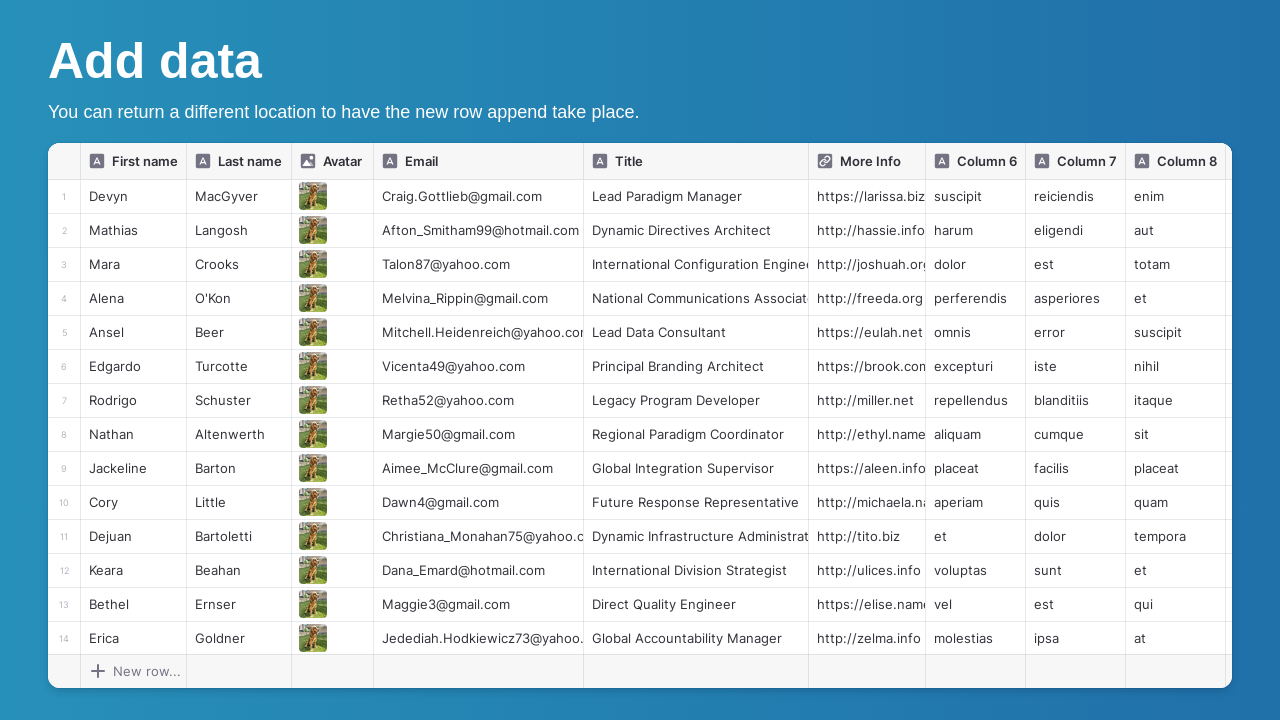 Add data
You can return a different location to have the new row append take place.
First name Last name Avatar Email Title More Info Column 6 Column 7 Column 8
1 Devyn MacGyver Craig.Gottlieb@gmail.com Lead Paradigm Manager https://larissa.biz suscipit reiciendis enim
2 Mathias Langosh Afton_Smitham99@hotmail.com Dynamic Directives Architect http://hassie.info harum eligendi aut
3 Mara Crooks Talon87@yahoo.com International Configuration Enginee http://joshuah.org dolor est totam
4 Alena O'Kon Melvina_Rippin@gmail.com National Communications Associat http://freeda.org perferendis asperiores et
5 Ansel Beer Mitchell.Heidenreich@yahoo.com Lead Data Consultant https://eulah.net omnis error suscipit
6 Edgardo Turcotte Vicenta49@yahoo.com Principal Branding Architect https://brook.com excepturi iste nihil
7 Rodrigo Schuster Retha52@yahoo.com Legacy Program Developer http://miller.net repellendus blanditiis itaque
8 Nathan Altenwerth Margie50@gmail.com Regional Paradigm Coordinator http://ethyl.name aliquam cumque sit
9 Jackeline Barton Aimee_McClure@gmail.com Global Integration Supervisor https://aleen.info placeat facilis placeat
10 Cory Little Dawn4@gmail.com Future Response Representative http://michaela.na aperiam quis quam
11 Dejuan Bartoletti Christiana_Monahan75@yahoo.c Dynamic Infrastructure Administrat http://tito.biz et dolor tempora
12 Keara Beahan Dana_Emard@hotmail.com International Division Strategist http://ulices.info voluptas sunt et
13 Bethel Ernser Maggie3@gmail.com Direct Quality Engineer https://elise.name vel est qui
14 Erica Goldner Jedediah.Hodkiewicz73@yahoo. Global Accountability Manager http://zelma.info molestias ipsa at
New row...